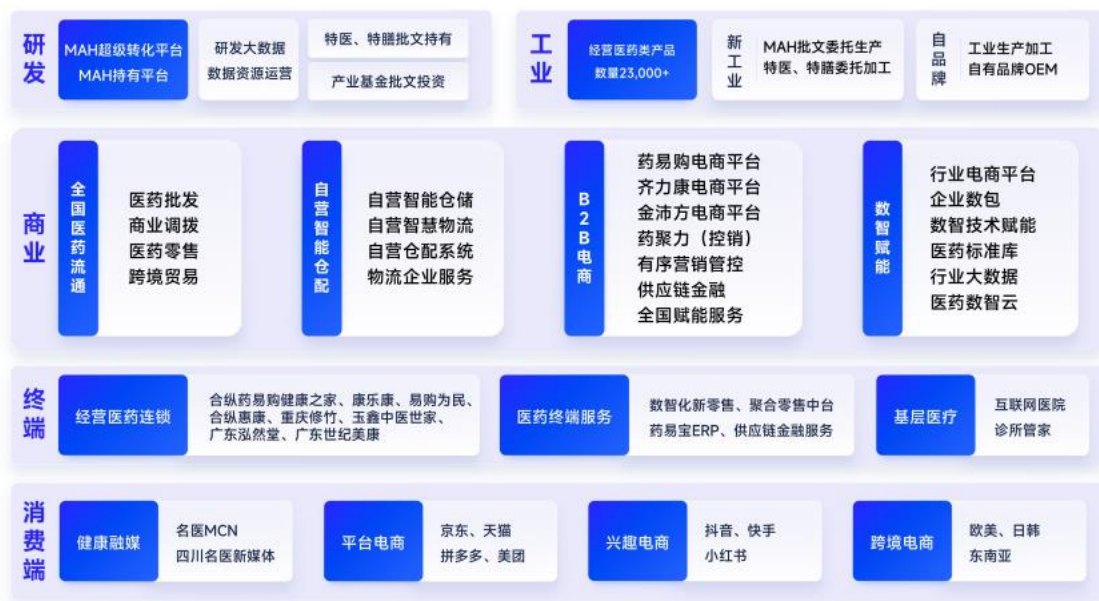 研发
MAH超级转化平台
MAH持有平台
研发大数据
数据资源运营
特医、特膳批文持有
产业基金批文投资
工业
经营医药类产品
数量23,000+
新工业
MAH批文委托生产
特医、特膳委托加工
自品牌
工业生产加工
自有品牌OEM
商业
全国医药流通
医药批发
商业调拨
医药零售
跨境贸易
自营智能仓配
自营智能仓储
自营智慧物流
自营仓配系统
物流企业服务
B2B电商
药易购电商平台
齐力康电商平台
金沛方电商平台
药聚力（控销）
有序营销管控
供应链金融
全国赋能服务
数智赋能
行业电商平台
企业数包
数智技术赋能
医药标准库
行业大数据
医药数智云
终端
经营医药连锁
合纵药易购健康之家、康乐康、易购为民、
合纵惠康、重庆修竹、玉鑫中医世家、
广东泓然堂、广东世纪美康
医药终端服务
数智化新零售、聚合零售中台
药易宝ERP、供应链金融服务
基层医疗
互联网医院
诊所管家
消费端
健康融媒
名医MCN
四川名医新媒体
平台电商
京东、天猫
拼多多、美团
兴趣电商
抖音、快手
小红书
跨境电商
欧美、日韩
东南亚